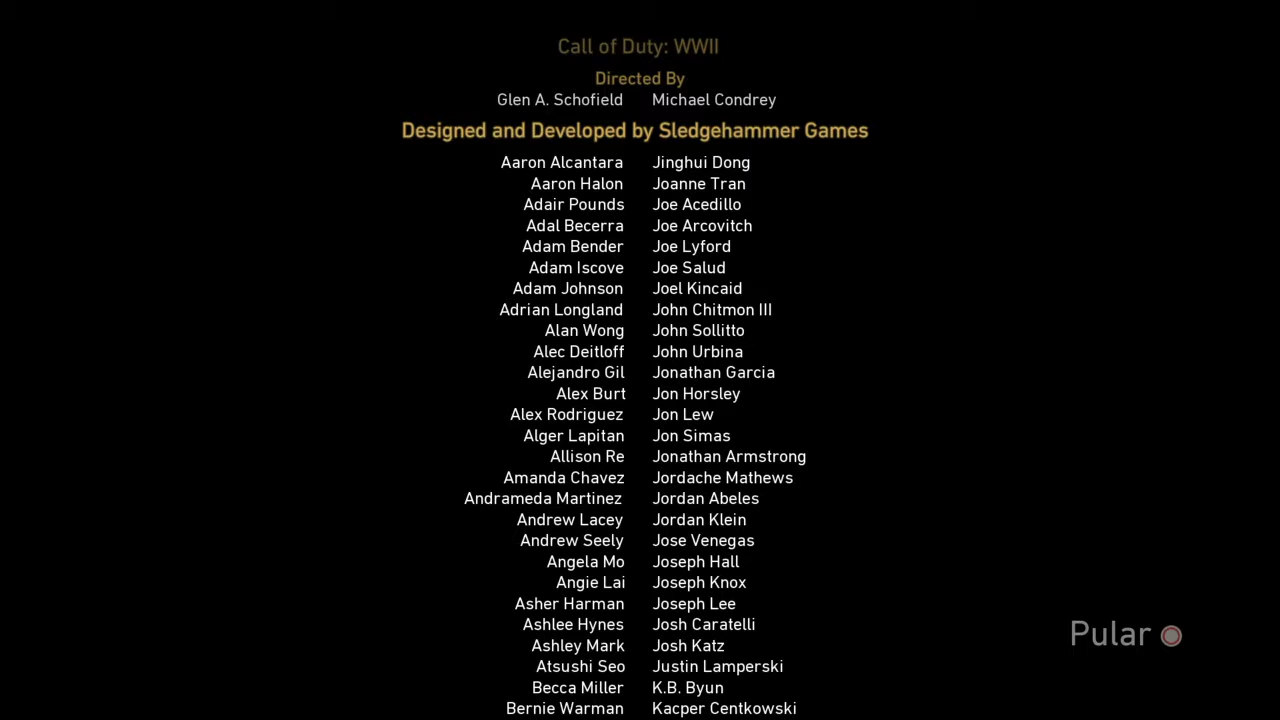 Call of Duty: WWII
Directed By
Glen A. Schofield Michael Condrey
Designed and Developed by Sledgehammer Games
Aaron Alcantara Jinghui Dong
Aaron Halon Joanne Tran
Adair Pounds Joe Acedillo
Adal Becerra Joe Arcovitch
Adam Bender Joe Lyford
Adam Iscove Joe Salud
Adam Johnson Joel Kincaid
Adrian Longland John Chitmon III
Alan Wong John Sollitto
Alec Deitloff John Urbina
Alejandro Gil Jonathan Garcia
Alex Burt Jon Horsley
Alex Rodriguez Jon Lew
Alger Lapitan Jon Simas
Allison Re Jonathan Armstrong
Amanda Chavez Jordache Mathews
Andrameda Martinez Jordan Abeles
Andrew Lacey Jordan Klein
Andrew Seely Jose Venegas
Angela Mo Joseph Hall
Angie Lai Joseph Knox
Asher Harman Joseph Lee
Ashlee Hynes Josh Caratelli
Ashley Mark Josh Katz
Atsushi Seo Justin Lamperski
Becca Miller K.B. Byun
Bernie Warman Kacper Centkowski
Pular